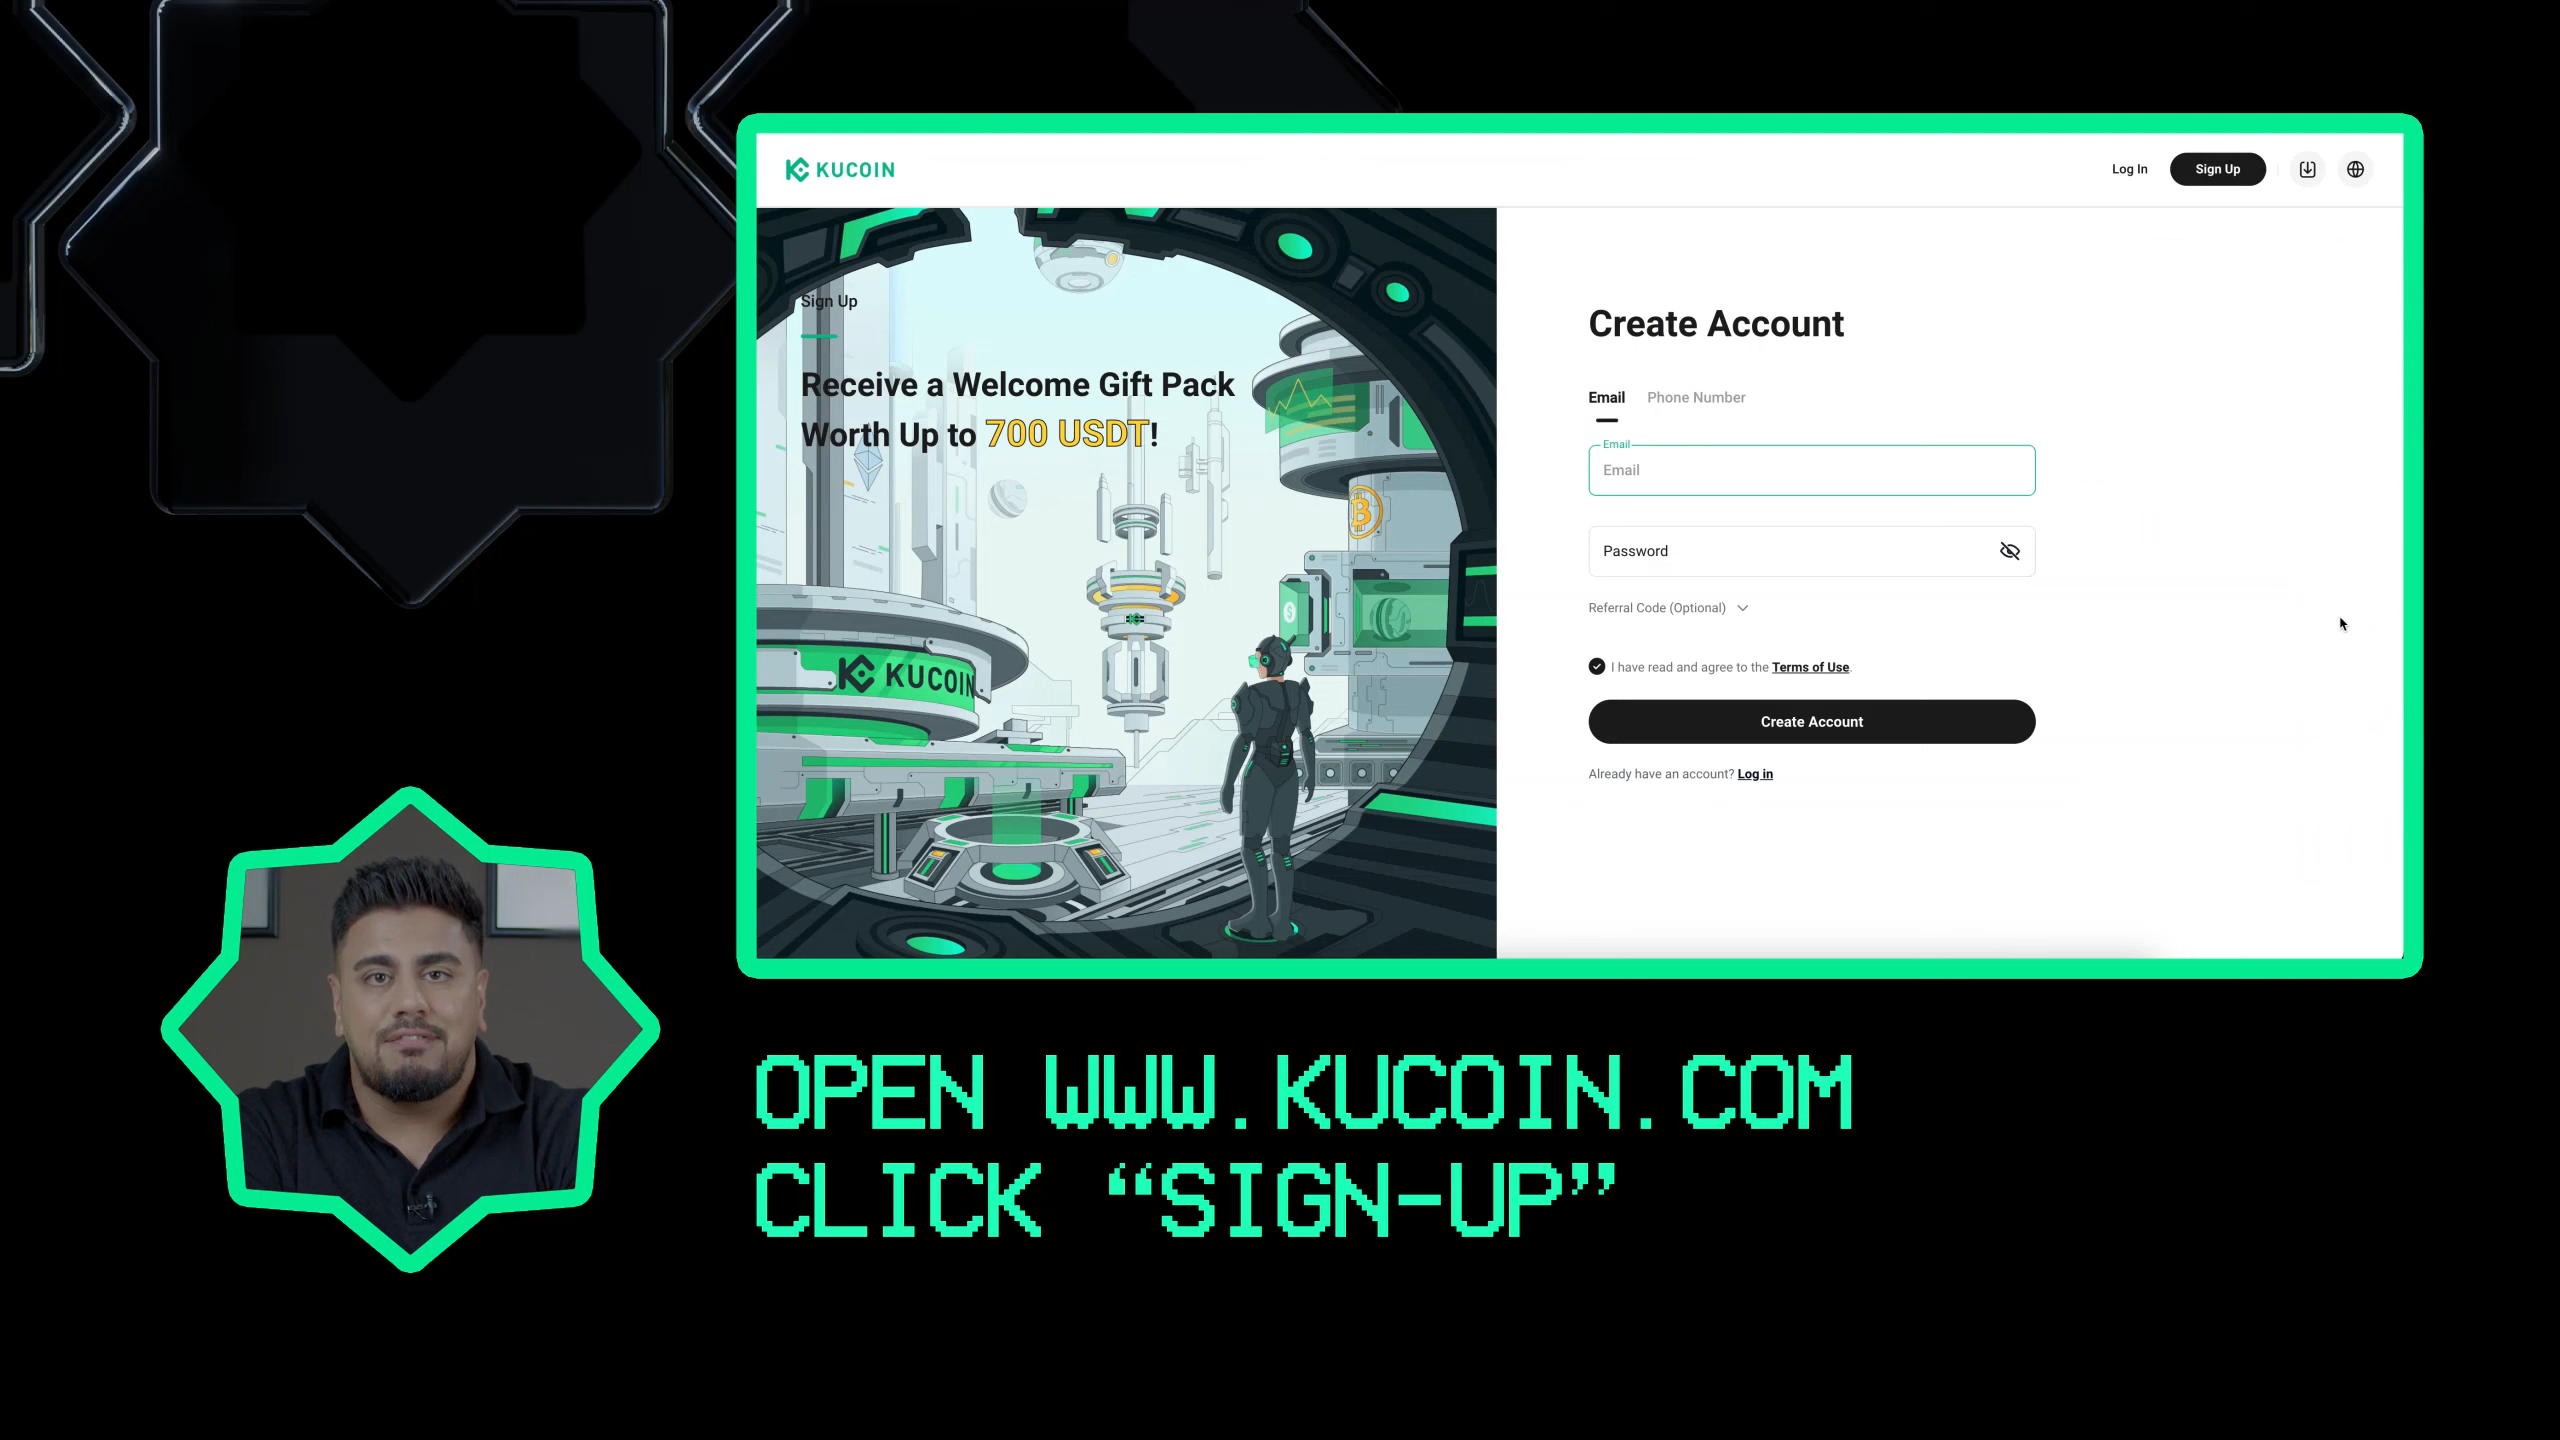 KUCOIN
Log In
Sign Up
Sign Up
Receive a Welcome Gift Pack
Worth Up to 700 USDT!
KUCOIN
Create Account
Email Phone Number
Email
Email
Password
Referral Code (Optional)
I have read and agree to the Terms of Use.
Create Account
Already have an account? Log in
OPEN WWW.KUCOIN.COM
CLICK “SIGN-UP”